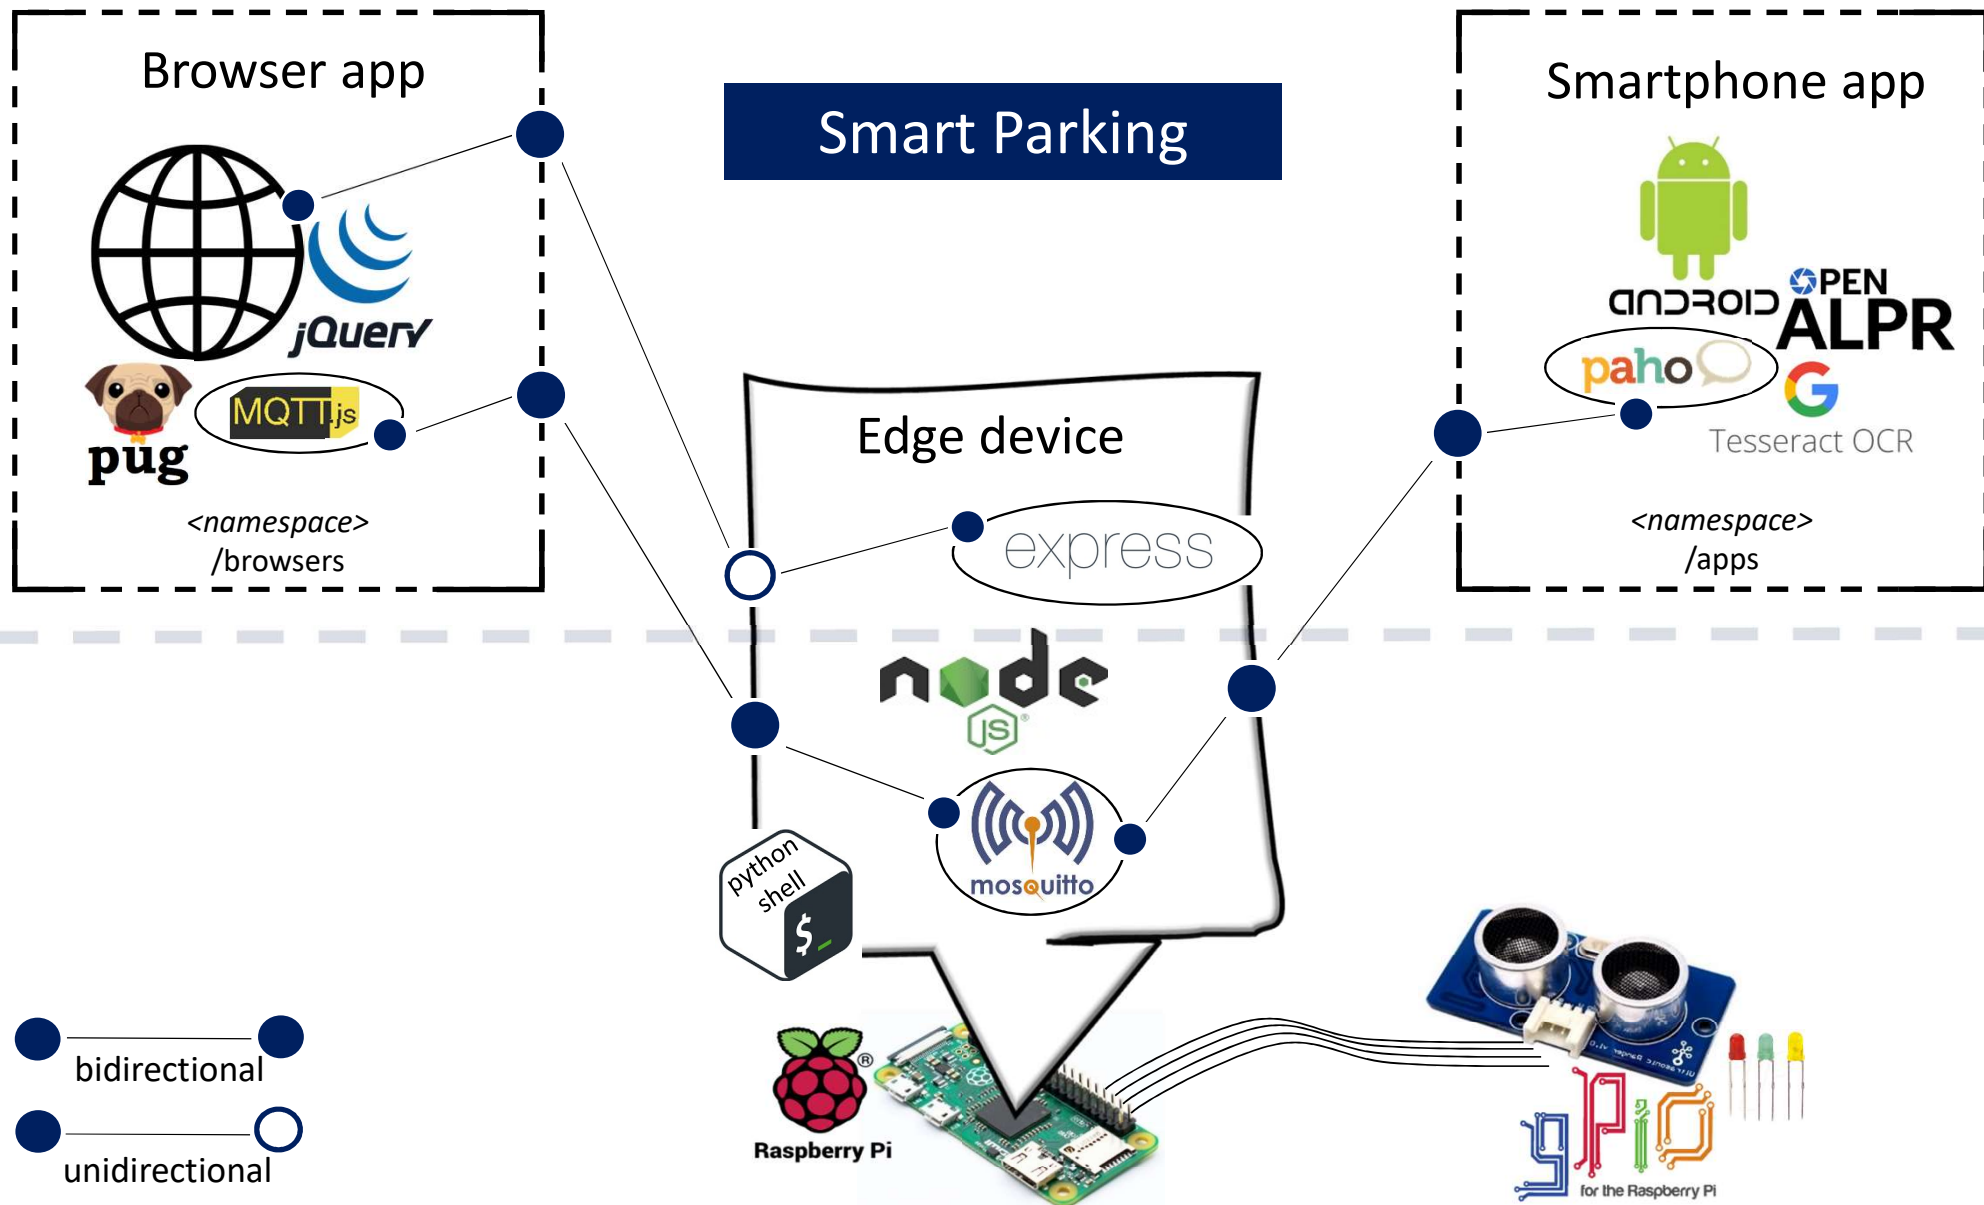 Browser app
Smart Parking
Smartphone app
jQuery
ANDROID
OPEN
ALPR
paho
MQTT.js
pug
Tesseract OCR
Edge device
<namespace>
/browsers
<namespace>
/apps
express
node
JS®
python
shell
$_
mosquitto
bidirectional
unidirectional
®
Raspberry Pi
gPiO
for the Raspberry Pi